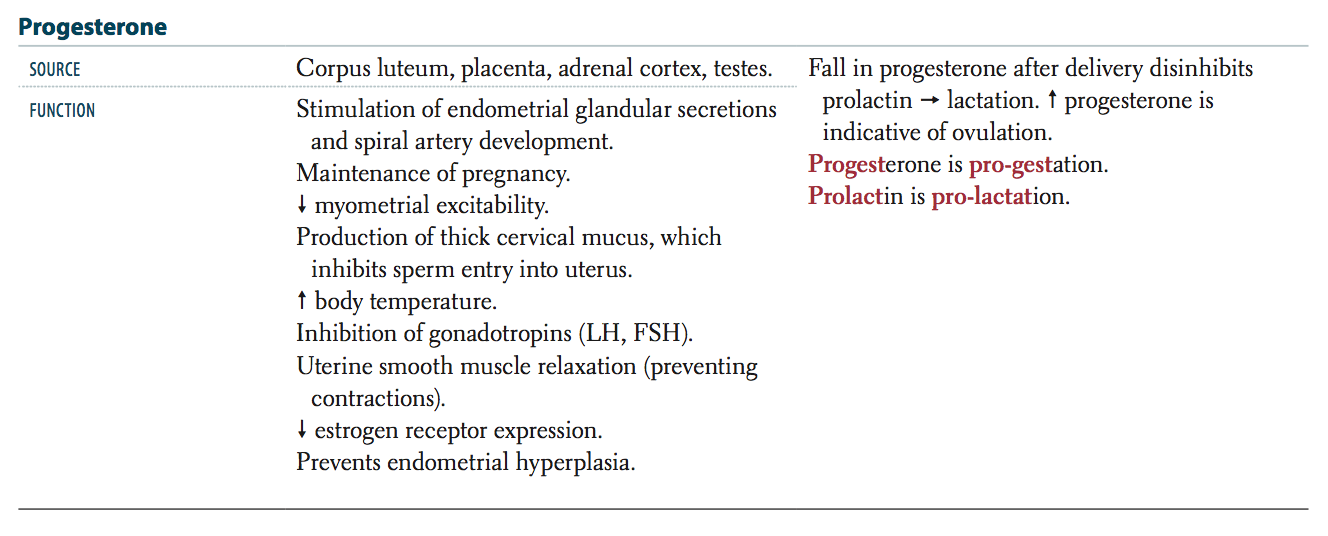 Progesterone
SOURCE
Corpus luteum, placenta, adrenal cortex, testes.
FUNCTION
Stimulation of endometrial glandular secretions
and spiral artery development.
Maintenance of pregnancy.
↓ myometrial excitability.
Production of thick cervical mucus, which
inhibits sperm entry into uterus.
↑ body temperature.
Inhibition of gonadotropins (LH, FSH).
Uterine smooth muscle relaxation (preventing
contractions).
↓ estrogen receptor expression.
Prevents endometrial hyperplasia.
Fall in progesterone after delivery disinhibits
prolactin → lactation. ↑ progesterone is
indicative of ovulation.
Progesterone is pro-gestation.
Prolactin is pro-lactation.